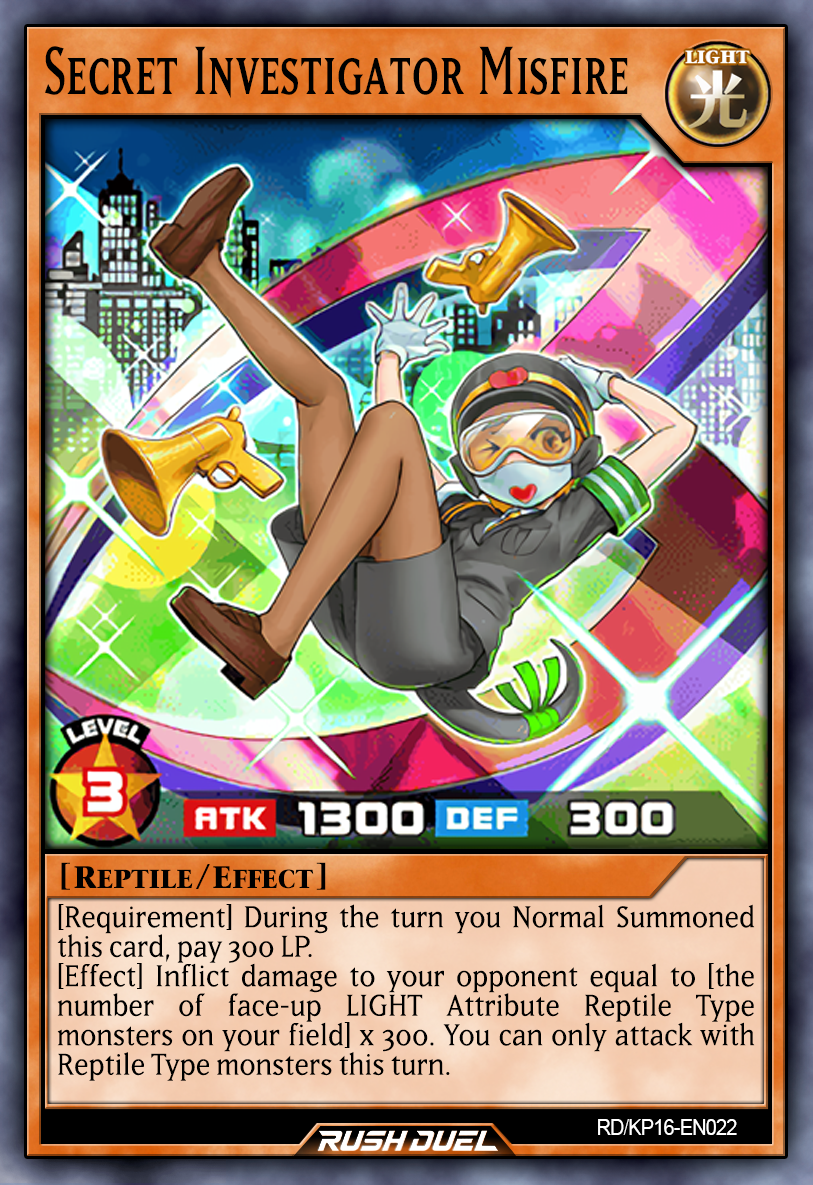 Secret Investigator Misfire
LIGHT
光
LEVEL
3
ATK 1300 DEF 300
[Reptile/Effect]
[Requirement] During the turn you Normal Summoned
this card, pay 300 LP.
[Effect] Inflict damage to your opponent equal to [the
number of face-up LIGHT Attribute Reptile Type
monsters on your field] x 300. You can only attack with
Reptile Type monsters this turn.
RD/KP16-EN022
RUSH DUEL